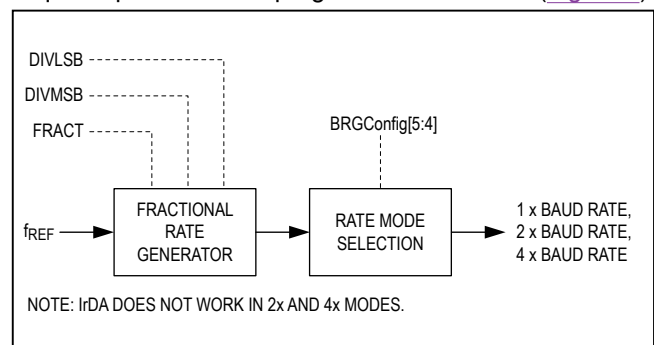 DIVLSB
DIVMSB
FRACT
BRGConfig[5:4]
fREF
FRACTIONAL
RATE
GENERATOR
RATE MODE
SELECTION
1 x BAUD RATE,
2 x BAUD RATE,
4 x BAUD RATE
NOTE: IrDA DOES NOT WORK IN 2x AND 4x MODES.